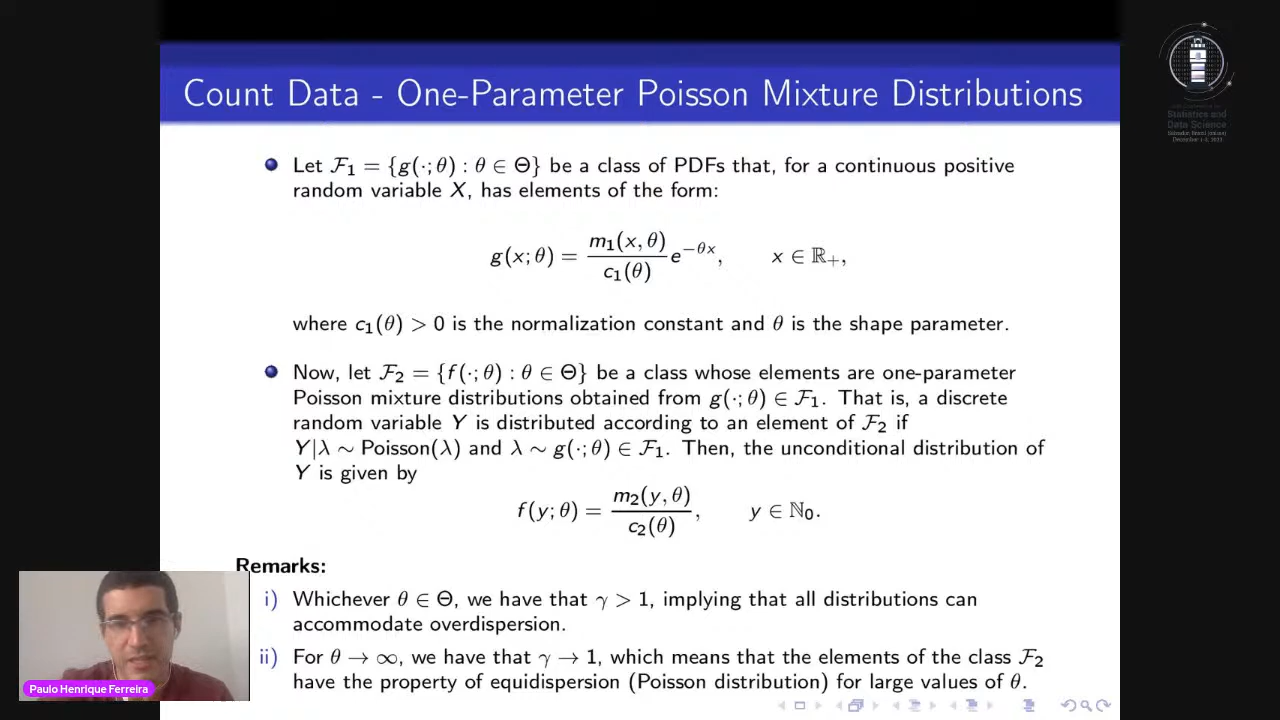 Count Data - One-Parameter Poisson Mixture Distributions
Statistics and
Data Science
Let ℱ₁ = {g(·; θ) : θ ∈ Θ} be a class of PDFs that, for a continuous positive
random variable X, has elements of the form:
g(x; θ) = m₁(x, θ) / c₁(θ) e^{−θx}, x ∈ ℝ₊,
where c₁(θ) > 0 is the normalization constant and θ is the shape parameter.
Now, let ℱ₂ = {f(·; θ) : θ ∈ Θ} be a class whose elements are one-parameter
Poisson mixture distributions obtained from g(·; θ) ∈ ℱ₁. That is, a discrete
random variable Y is distributed according to an element of ℱ₂ if
Y|λ ∼ Poisson(λ) and λ ∼ g(·; θ) ∈ ℱ₁. Then, the unconditional distribution of
Y is given by
f(y; θ) = m₂(y, θ) / c₂(θ), y ∈ ℕ₀.
Remarks:
i) Whichever θ ∈ Θ, we have that γ > 1, implying that all distributions can
accommodate overdispersion.
ii) For θ → ∞, we have that γ → 1, which means that the elements of the class ℱ₂
have the property of equidispersion (Poisson distribution) for large values of θ.
Paulo Henrique Ferreira